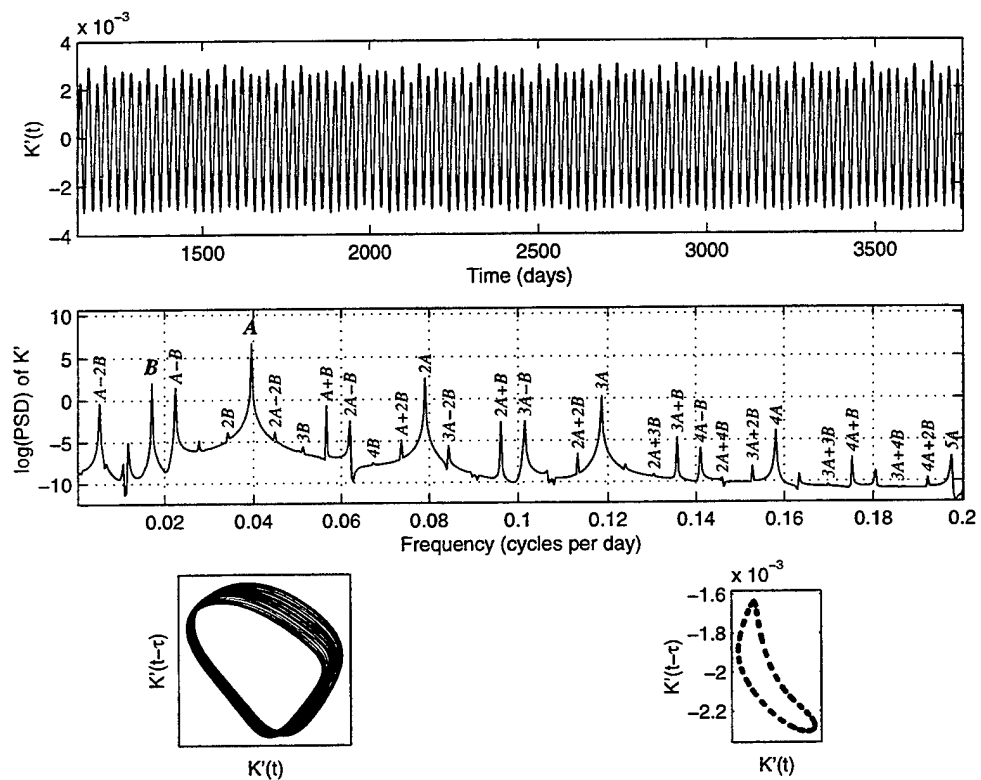 x 10⁻³
4
2
0
−2
−4
K'(t)
1500 2000 2500 3000 3500
Time (days)
10
5
0
−5
−10
log(PSD) of K'
A−2B
B
A−B
2B
A
2A−2B
3B
A+B
2A−B
4B
A+2B
2A
3A−2B
2A+B
3A−B
2A+2B
3A
2A+3B
3A+B
4A−B
2A+4B
3A+2B
4A
3A+3B
4A+B
3A+4B
4A+2B
5A
0.02 0.04 0.06 0.08 0.1 0.12 0.14 0.16 0.18 0.2
Frequency (cycles per day)
K'(t−τ)
K'(t)
x 10⁻³
−1.6
−1.8
−2
−2.2
K'(t−τ)
K'(t)